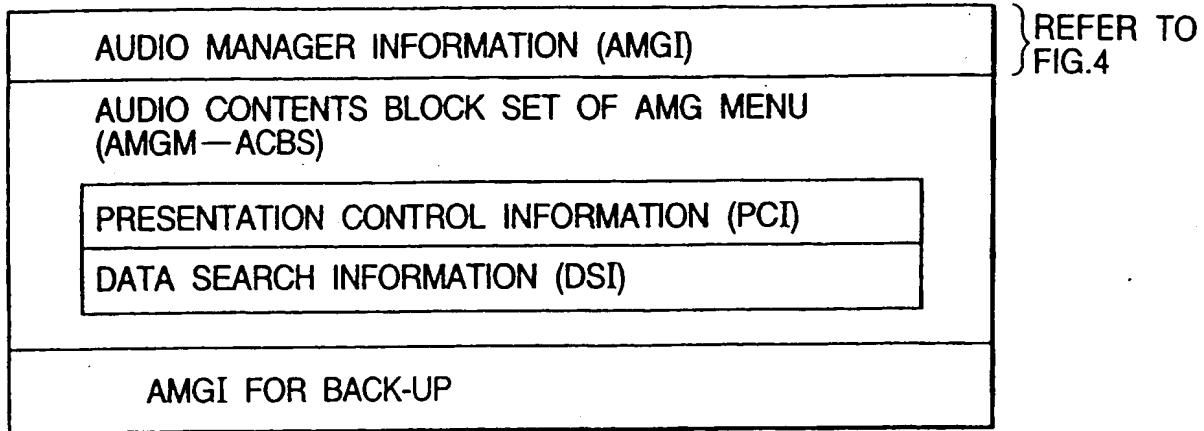 AUDIO MANAGER INFORMATION (AMGI)
REFER TO
FIG.4
AUDIO CONTENTS BLOCK SET OF AMG MENU
(AMGM—ACBS)
PRESENTATION CONTROL INFORMATION (PCI)
DATA SEARCH INFORMATION (DSI)
AMGI FOR BACK-UP